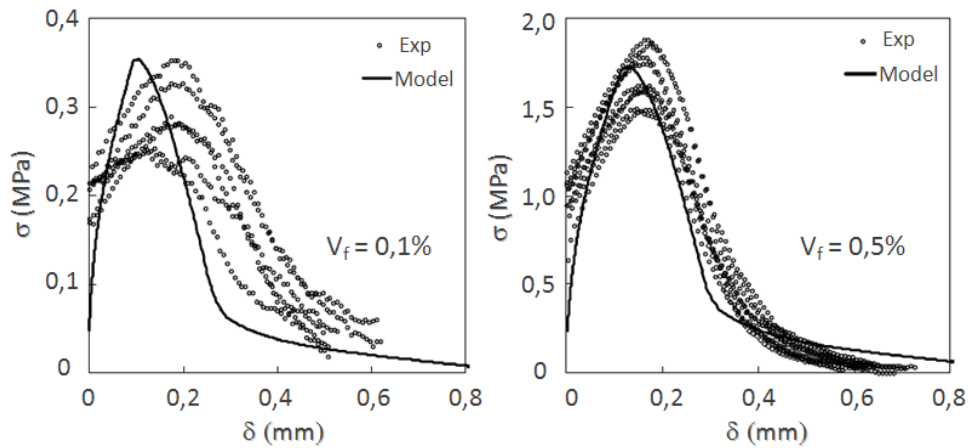 0,4
0,3
0,2
0,1
0
σ (MPa)
Exp
Model
V_f = 0,1%
0 0,2 0,4 0,6 0,8
δ (mm)
2,0
1,5
1,0
0,5
0
σ (MPa)
Exp
Model
V_f = 0,5%
0 0,2 0,4 0,6 0,8
δ (mm)